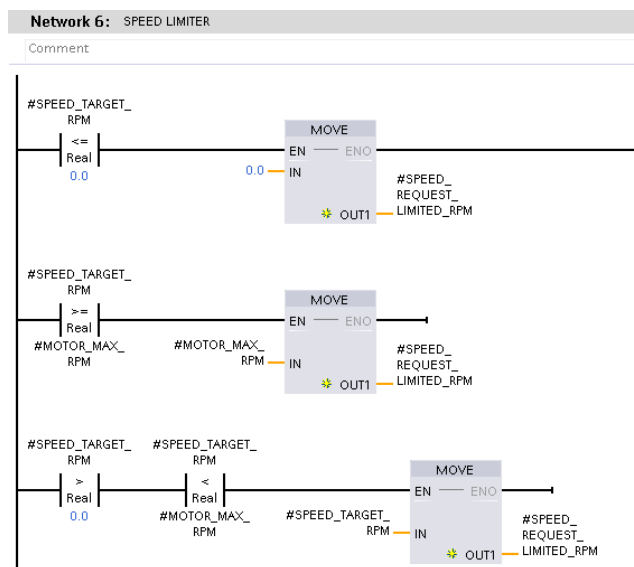 Network 6: SPEED LIMITER
Comment
#SPEED_TARGET_
RPM
<=
Real
0.0
MOVE
EN ENO
0.0 IN
OUT1
#SPEED_
REQUEST_
LIMITED_RPM
#SPEED_TARGET_
RPM
>=
Real
#MOTOR_MAX_
RPM
MOVE
EN ENO
#MOTOR_MAX_
RPM IN
OUT1
#SPEED_
REQUEST_
LIMITED_RPM
#SPEED_TARGET_
RPM
>
Real
0.0
#SPEED_TARGET_
RPM
<
Real
#MOTOR_MAX_
RPM
MOVE
EN ENO
#SPEED_TARGET_
RPM IN
OUT1
#SPEED_
REQUEST_
LIMITED_RPM